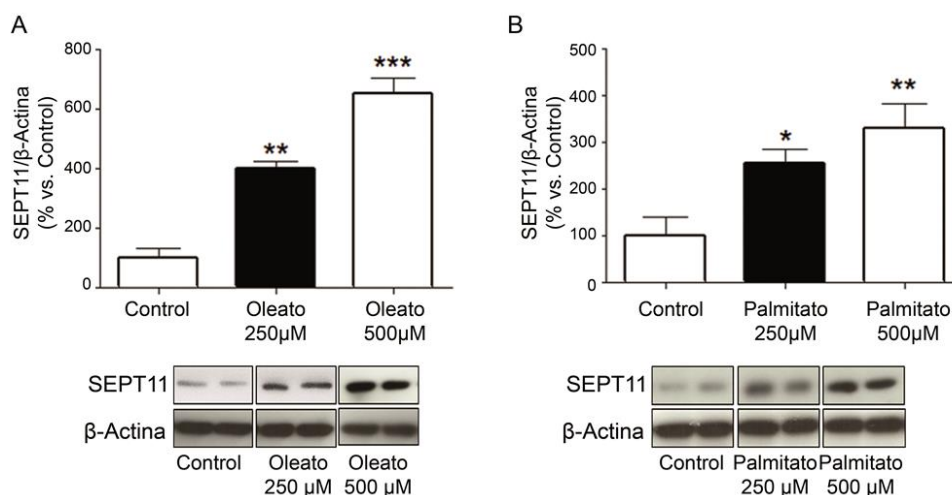 A
SEPT11/β-Actina
(% vs. Control)
800
600
400
200
0
**
***
Control
Oleato
250µM
Oleato
500µM
SEPT11
β-Actina
Control
Oleato
250 µM
Oleato
500 µM
B
SEPT11/β-Actina
(% vs. Control)
500
400
300
200
100
0
*
**
Control
Palmitato
250µM
Palmitato
500µM
SEPT11
β-Actina
Control
Palmitato
250 µM
Palmitato
500 µM